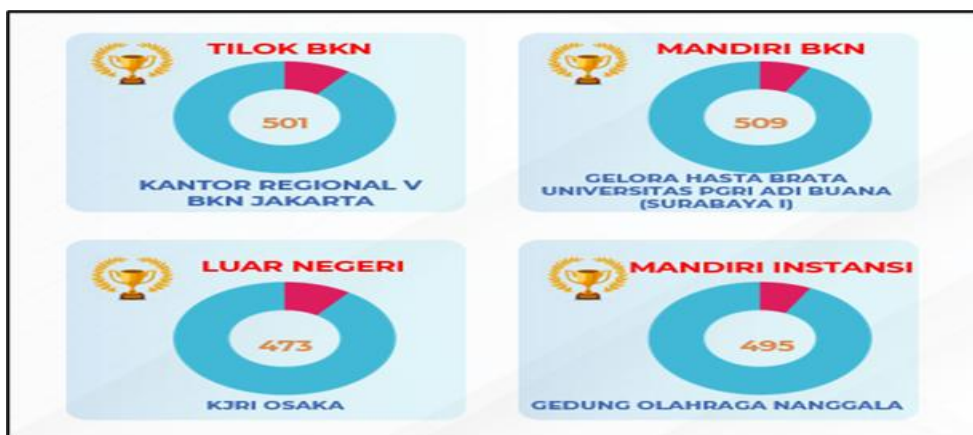 TILOK BKN
501
KANTOR REGIONAL V
BKN JAKARTA
MANDIRI BKN
509
GELORA HASTA BRATA
UNIVERSITAS PGRI ADI BUANA
(SURABAYA I)
LUAR NEGERI
473
KJRI OSAKA
MANDIRI INSTANSI
495
GEDUNG OLAHRAGA NANGGALA